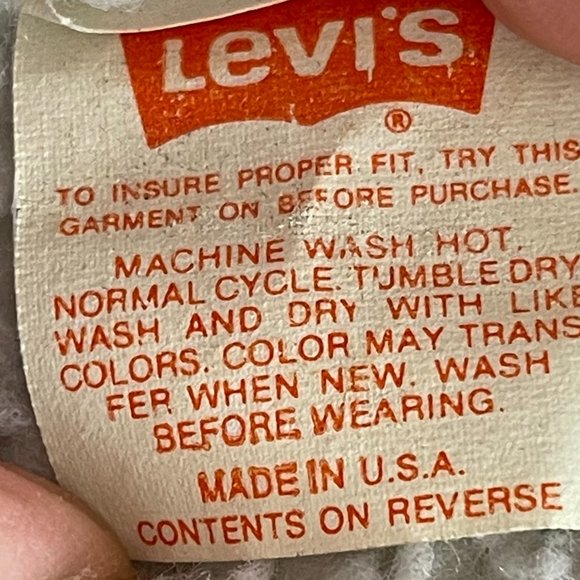 Levi's
®
TO INSURE PROPER FIT, TRY THIS
GARMENT ON BEFORE PURCHASE.
MACHINE WASH HOT.
NORMAL CYCLE. TUMBLE DRY
WASH AND DRY WITH LIKE
COLORS. COLOR MAY TRANS
FER WHEN NEW. WASH
BEFORE WEARING.
MADE IN U.S.A.
CONTENTS ON REVERSE